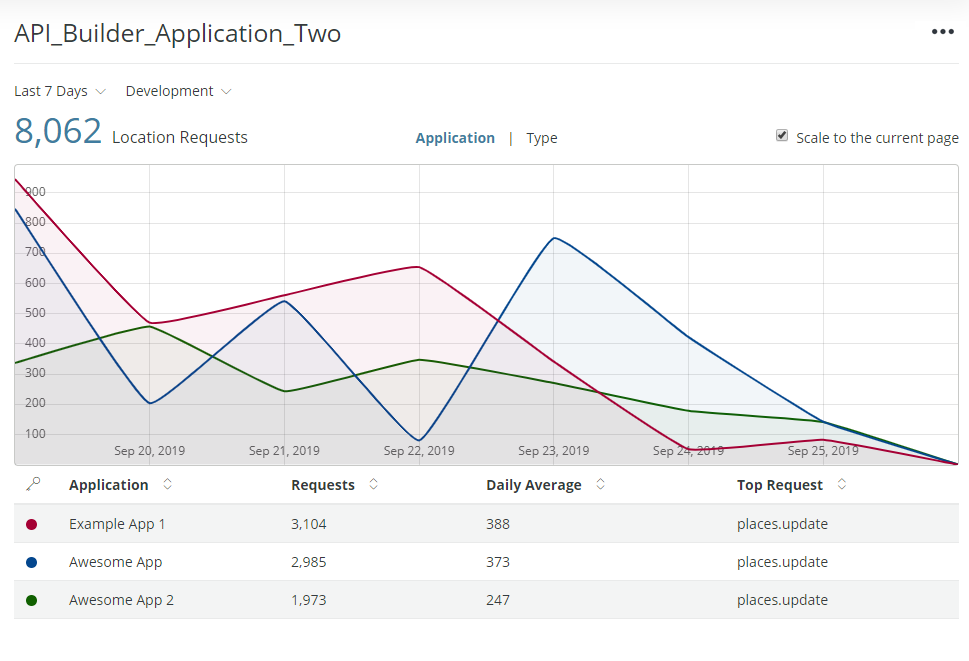 API_Builder_Application_Two
Last 7 Days Development
8,062 Location Requests Application | Type Scale to the current page
900
800
700
600
500
400
300
200
100
Sep 20, 2019 Sep 21, 2019 Sep 22, 2019 Sep 23, 2019 Sep 24, 2019 Sep 25, 2019
Application Requests Daily Average Top Request
Example App 1 3,104 388 places.update
Awesome App 2,985 373 places.update
Awesome App 2 1,973 247 places.update